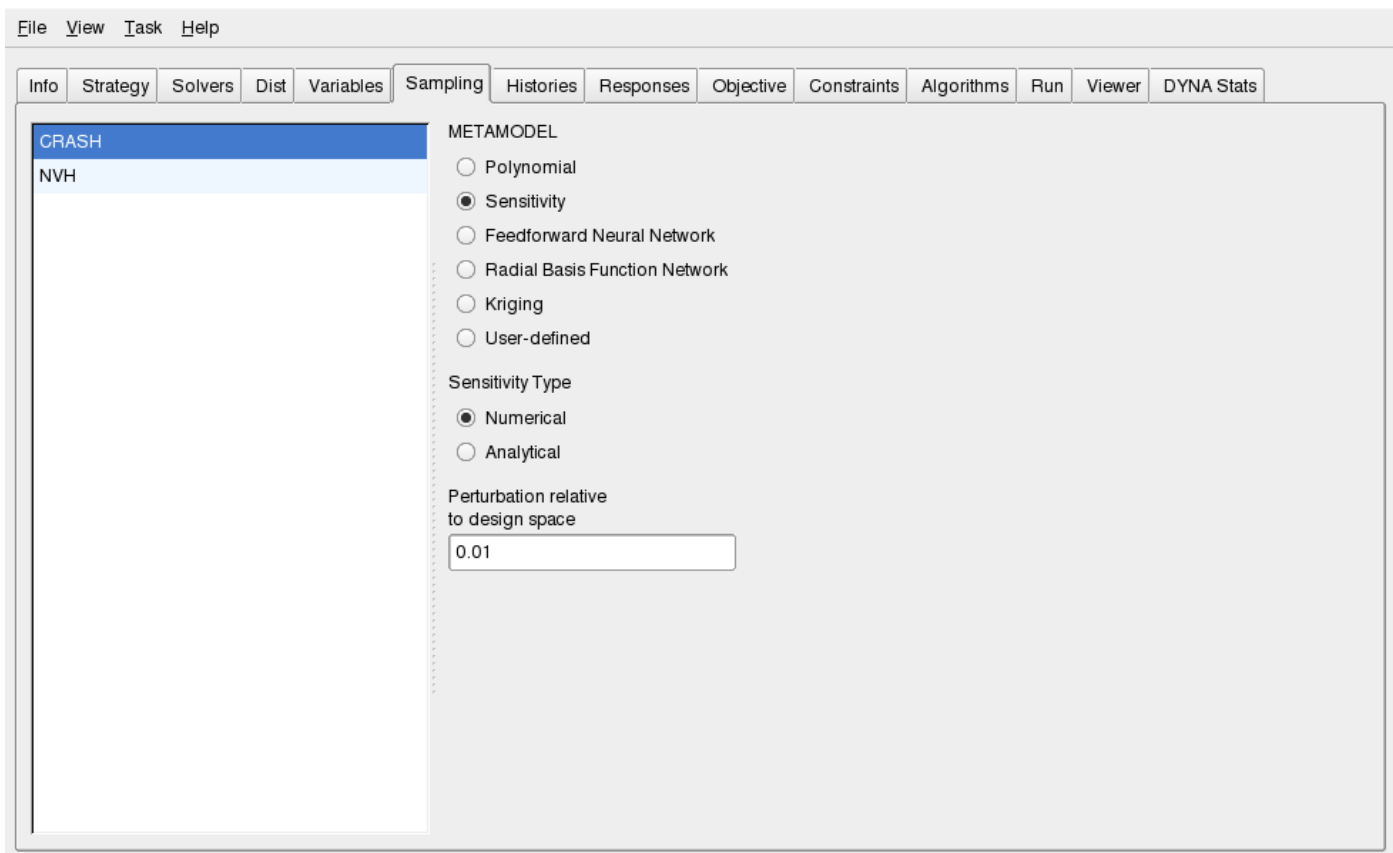 File View Task Help
Info Strategy Solvers Dist Variables Sampling Histories Responses Objective Constraints Algorithms Run Viewer DYNA Stats
CRASH
NVH
METAMODEL
Polynomial
Sensitivity
Feedforward Neural Network
Radial Basis Function Network
Kriging
User-defined
Sensitivity Type
Numerical
Analytical
Perturbation relative
to design space
0.01